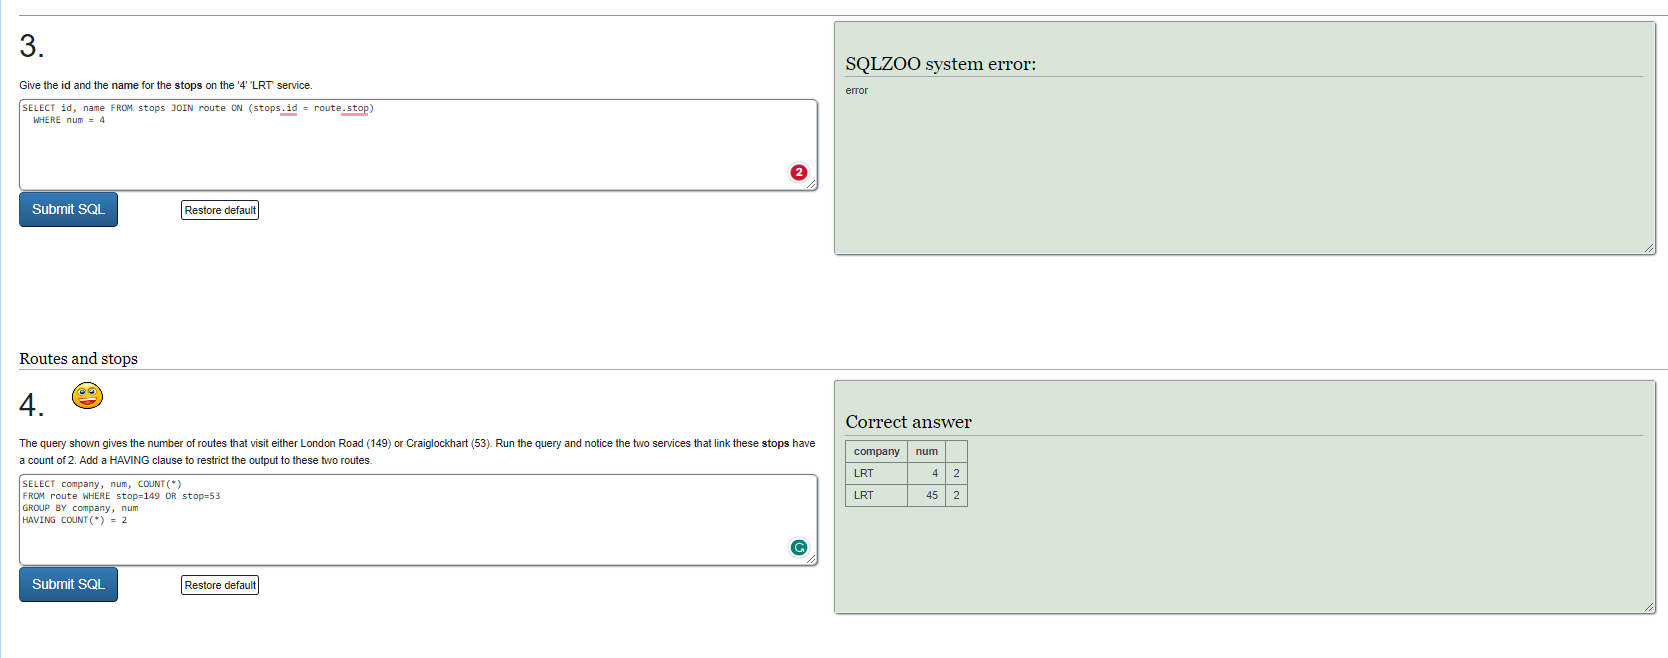 3.
Give the id and the name for the stops on the '4' 'LRT' service.
SELECT id, name FROM stops JOIN route ON (stops.id = route.stop)
WHERE num = 4
2
Submit SQL
Restore default
SQLZOO system error:
error
Routes and stops
4.
The query shown gives the number of routes that visit either London Road (149) or Craiglockhart (53). Run the query and notice the two services that link these stops have
a count of 2. Add a HAVING clause to restrict the output to these two routes.
SELECT company, num, COUNT(*)
FROM route WHERE stop=149 OR stop=53
GROUP BY company, num
HAVING COUNT(*) = 2
Submit SQL
Restore default
Correct answer
company num
LRT 4 2
LRT 45 2